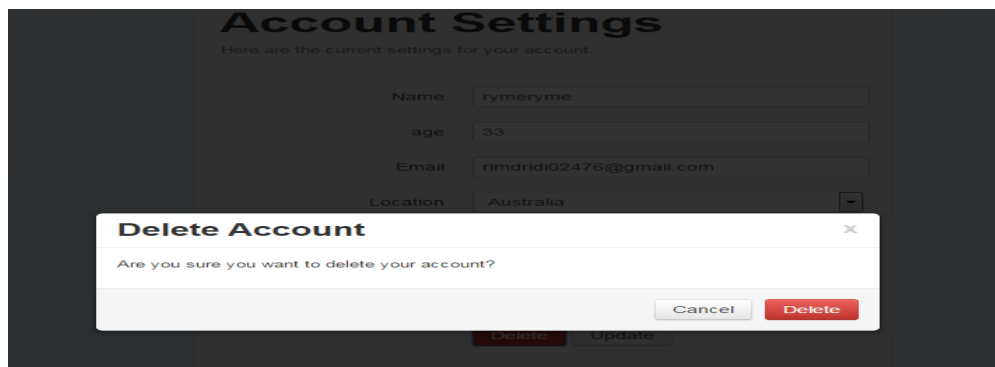 Account Settings
Here are the current settings for your account.
Name rymeryme
age 33
Email rimdridi02476@gmail.com
Location Australia
Delete Account ×
Are you sure you want to delete your account?
Cancel Delete
Delete Update